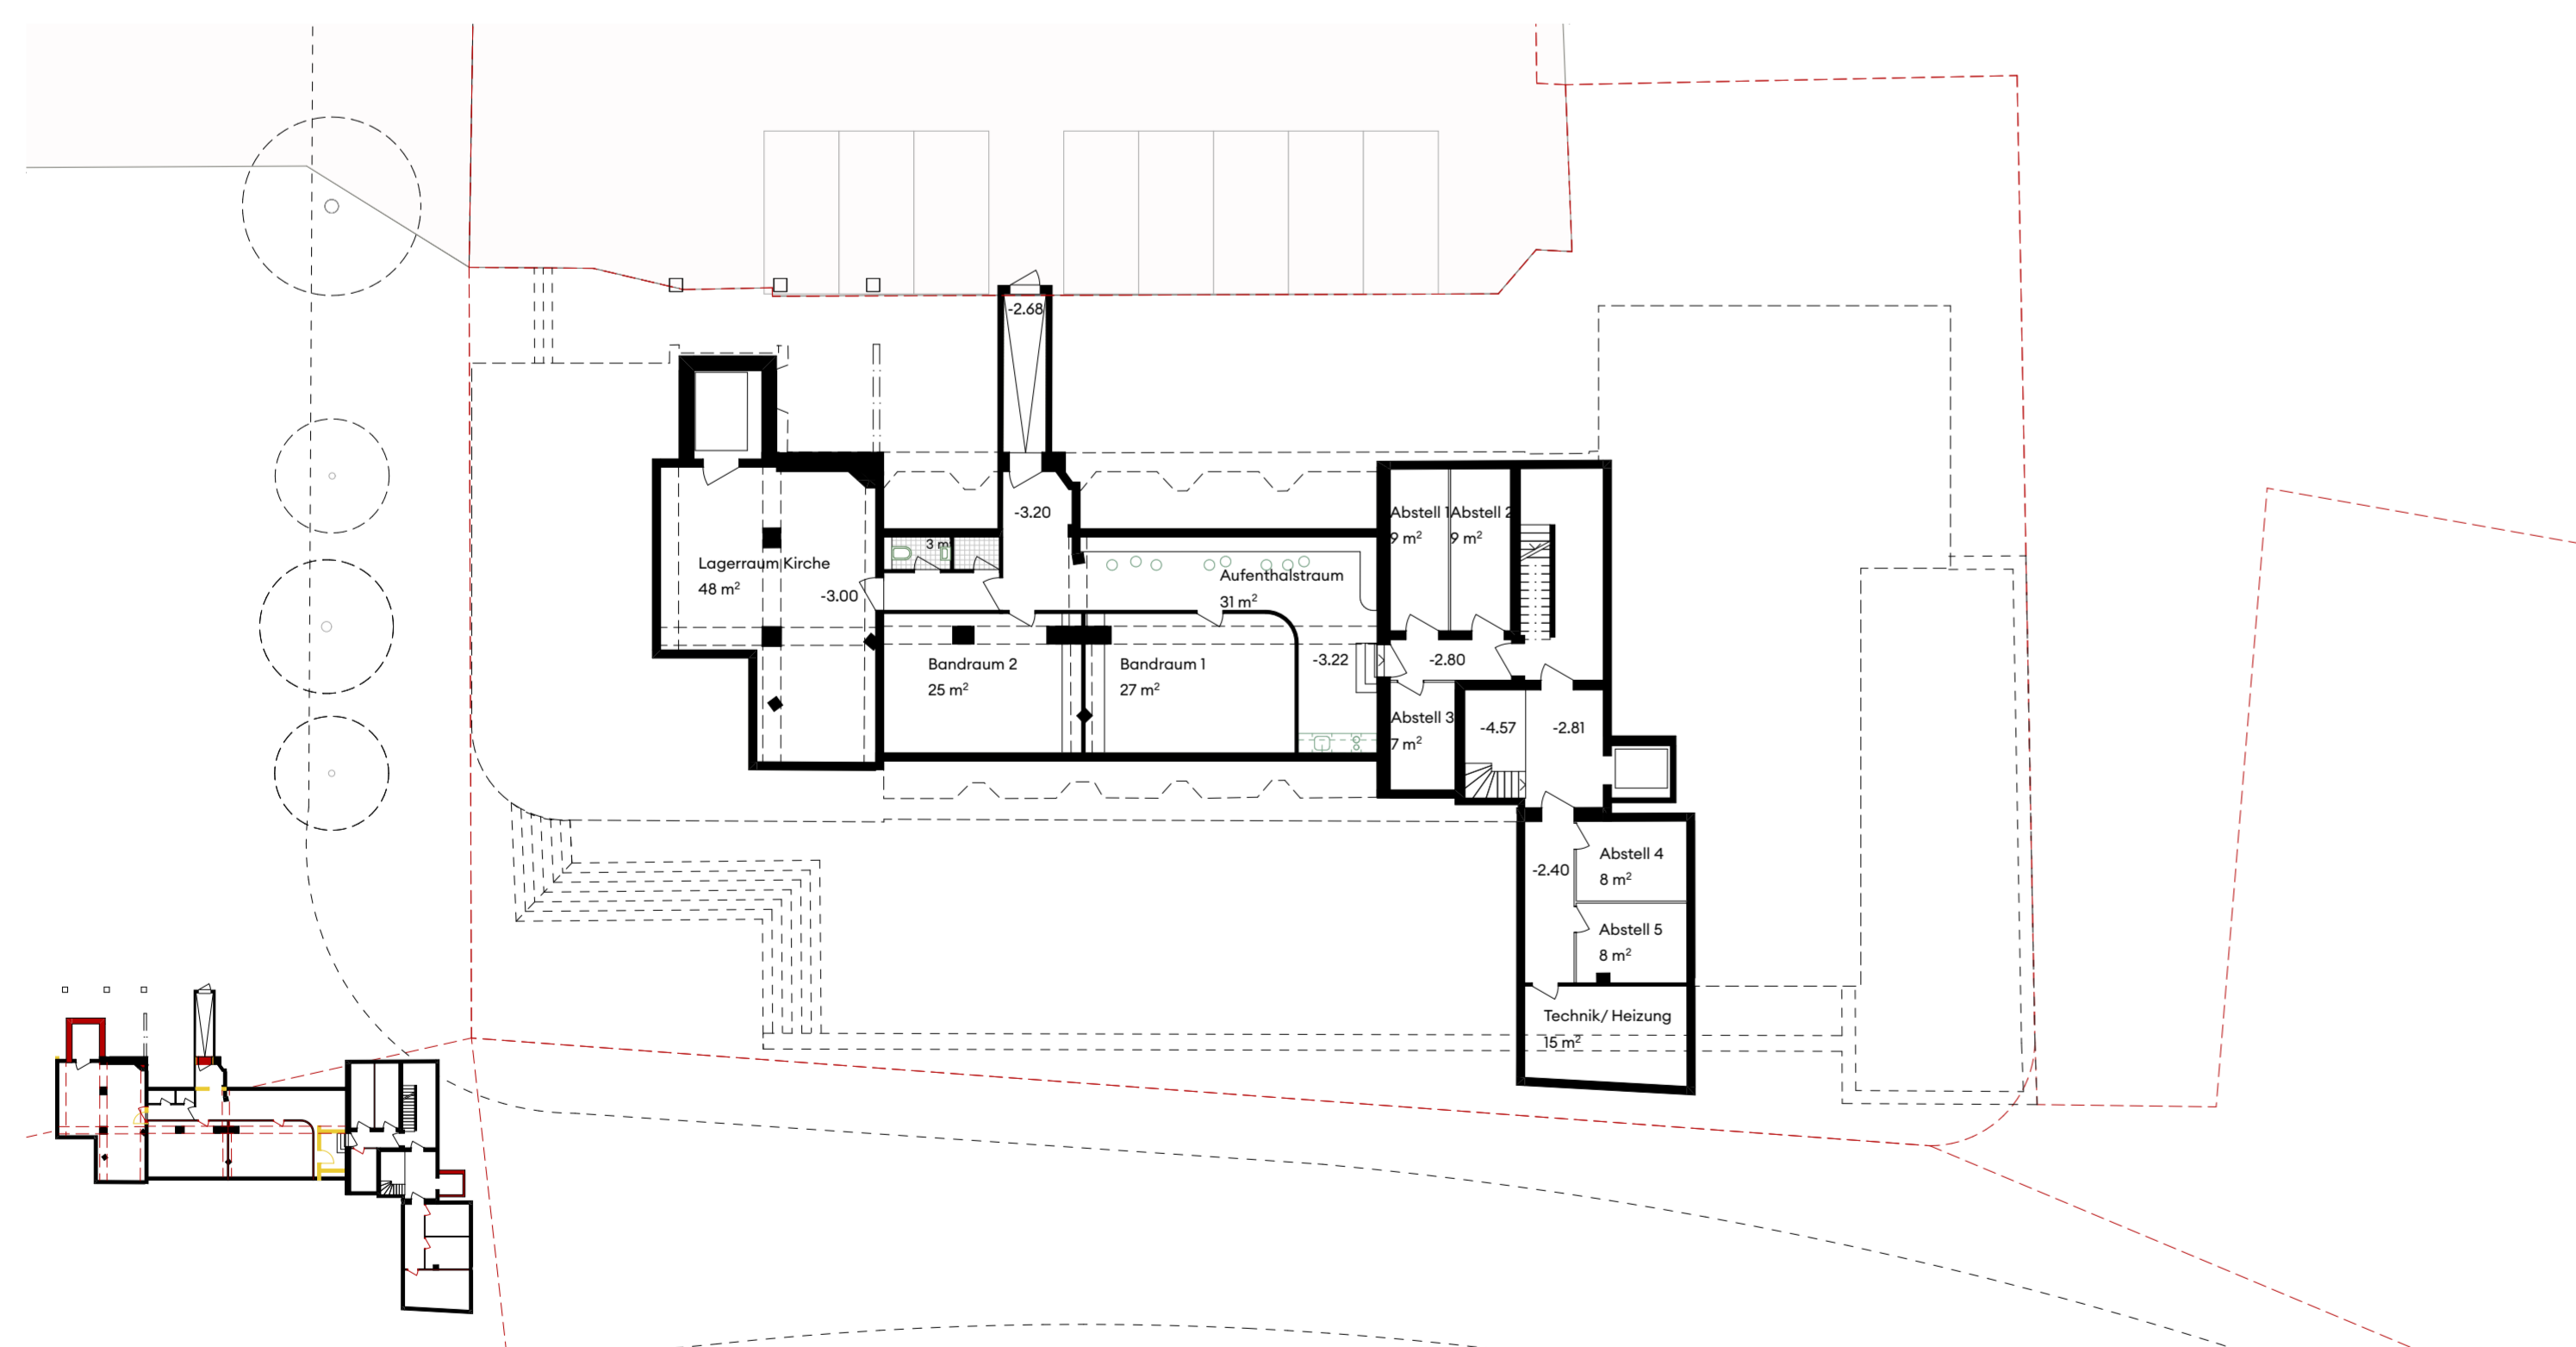 -2.68
-3.20
Abstell 1
9 m²
Abstell 2
9 m²
3 m
Lagerraum Kirche
48 m²
-3.00
Aufenthalstraum
31 m²
Bandraum 2
25 m²
Bandraum 1
27 m²
-3.22
-2.80
Abstell 3
7 m²
-4.57
-2.81
-2.40
Abstell 4
8 m²
Abstell 5
8 m²
Technik/ Heizung
15 m²